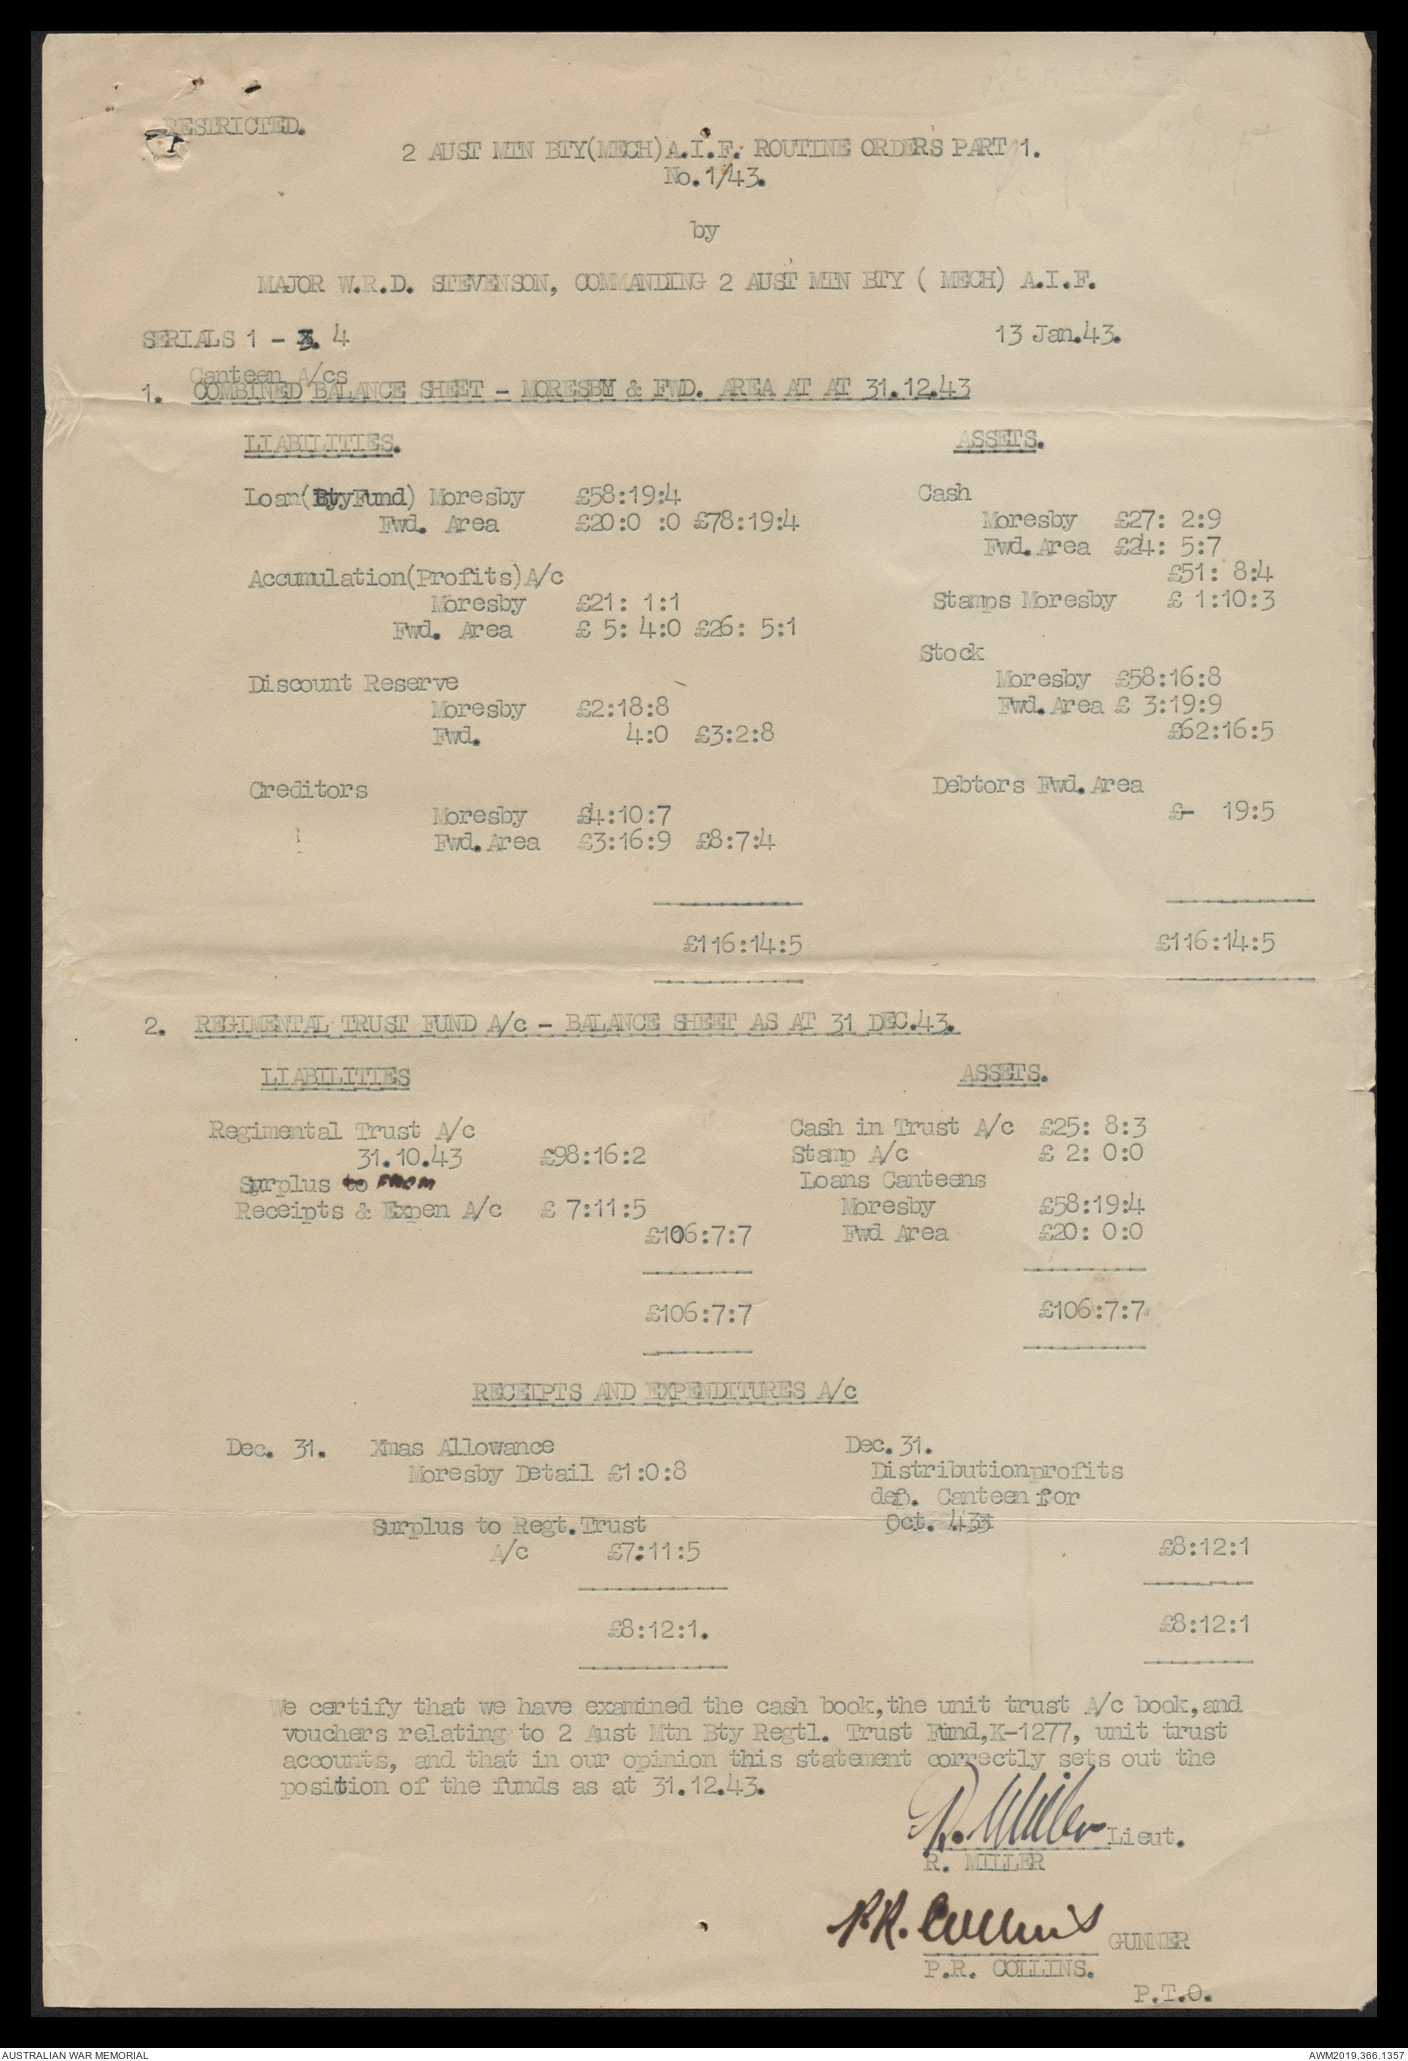 RESTRICTED.
2 AUST MTN BTY(MECH)A.I.F. ROUTINE ORDERS PART 1.
No.1/43.
by
MAJOR W.R.D. STEVENSON, COMMANDING 2 AUST MTN BTY ( MECH) A.I.F.
SERIALS 1 - 3. 4 13 Jan.43.
Canteen A/cs
1. COMBINED BALANCE SHEET - MORESBY & FWD. AREA AT AT 31.12.43
LIABILITIES. ASSETS.
Loan(BtyFund) Moresby £58:19:4 Cash
Fwd. Area £20:0 :0 £78:19:4 Moresby £27: 2:9
Fwd.Area £24: 5:7
Accumulation(Profits)A/c £51: 8:4
Moresby £21: 1:1 Stamps Moresby £ 1:10:3
Fwd. Area £ 5: 4:0 £26: 5:1
Stock
Discount Reserve Moresby £58:16:8
Moresby £2:18:8 Fwd.Area £ 3:19:9
Fwd. 4:0 £3:2:8 £62:16:5
Creditors Debtors Fwd.Area
Moresby £4:10:7 £- 19:5
Fwd.Area £3:16:9 £8:7:4
£116:14:5 £116:14:5
2. REGIMENTAL TRUST FUND A/c - BALANCE SHEET AS AT 31 DEC.43.
LIABILITIES ASSETS.
Regimental Trust A/c Cash in Trust A/c £25: 8:3
31.10.43 £98:16:2 Stamp A/c £ 2: 0:0
Surplus to FROM Loans Canteens
Receipts & Expen A/c £ 7:11:5 Moresby £58:19:4
£106:7:7 Fwd Area £20: 0:0
£106:7:7 £106:7:7
RECEIPTS AND EXPENDITURES A/c
Dec. 31. Xmas Allowance Dec.31.
Moresby Detail £1:0:8 Distributionprofits
def. Canteen for
Surplus to Regt.Trust Oct. 43
A/c £7:11:5 £8:12:1
£8:12:1. £8:12:1
We certify that we have examined the cash book,the unit trust A/c book,and
vouchers relating to 2 Aust Mtn Bty Regtl. Trust Fund,K-1277, unit trust
accounts, and that in our opinion this statement correctly sets out the
position of the funds as at 31.12.43.
R. Miller Lieut.
R. MILLER
P.R. Collins GUNNER
P.R. COLLINS.
P.T.O.
AUSTRALIAN WAR MEMORIAL AWM2019.366.1357